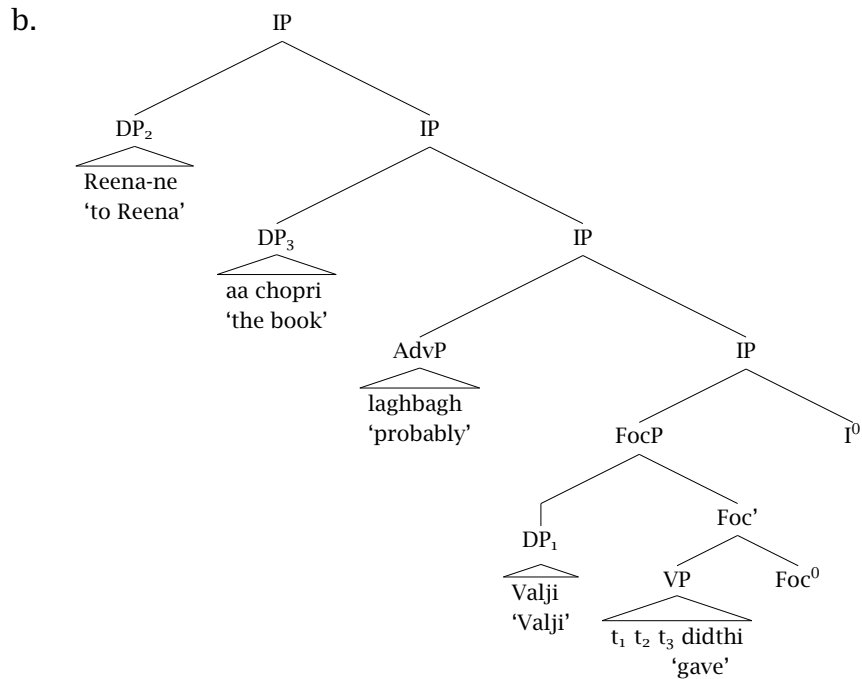 b.
IP
DP₂ IP
Reena-ne
‘to Reena’
DP₃ IP
aa chopri
‘the book’
AdvP IP
laghbagh
‘probably’
FocP I⁰
DP₁ Foc’
Valji
‘Valji’
VP Foc⁰
t₁ t₂ t₃ didthi
‘gave’